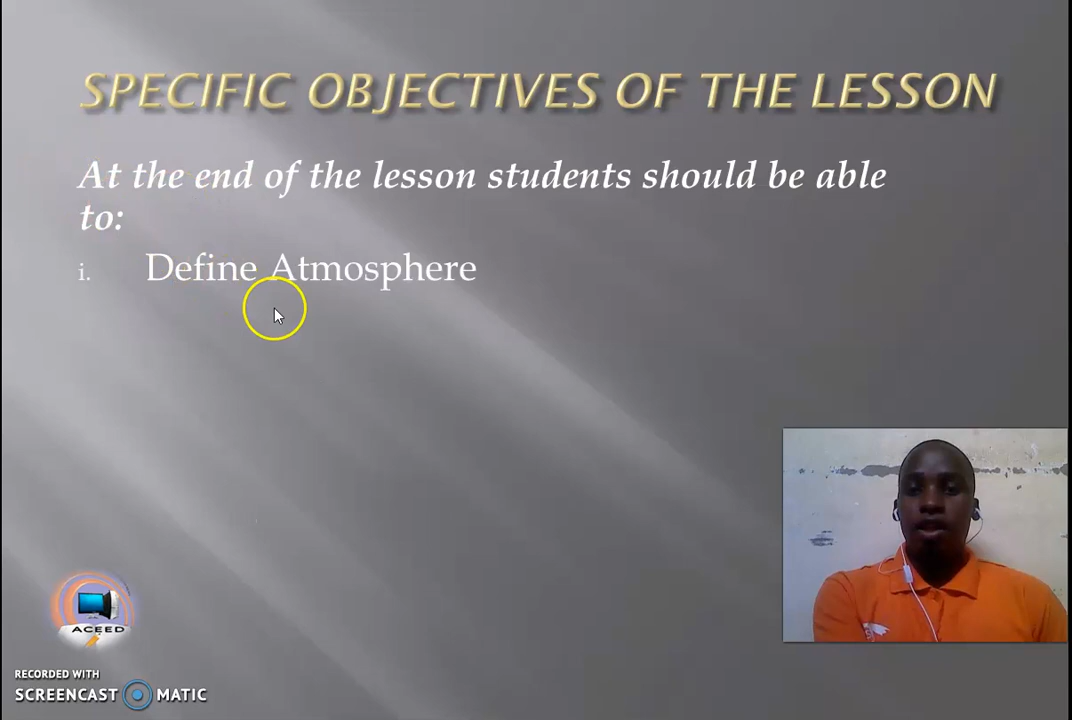 SPECIFIC OBJECTIVES OF THE LESSON
At the end of the lesson students should be able
to:
i. Define Atmosphere
ACEED
RECORDED WITH
SCREENCAST MATIC